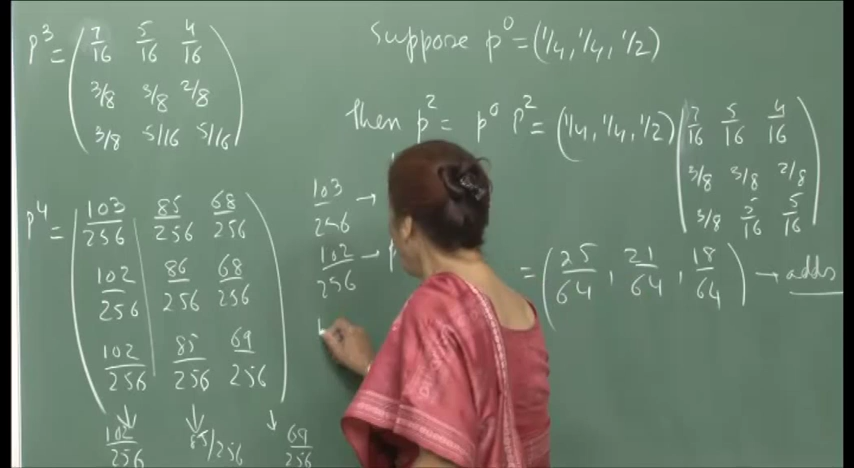 P³ = ( 7/16 5/16 4/16
3/8 3/8 2/8
3/8 5/16 5/16 )
P⁴ = ( 103/256 85/256 68/256
102/256 86/256 68/256
102/256 85/256 69/256 )
↓ ↓ ↓
102/256 85/256 69/256
103/256 →
102/256 →
Suppose p⁰ = (1/4, 1/4, 1/2)
Then p² = p⁰ P² = (1/4, 1/4, 1/2) ( 7/16 5/16 4/16
3/8 3/8 2/8
3/8 5/16 5/16 )
= ( 25/64 , 21/64 , 18/64 ) → adds